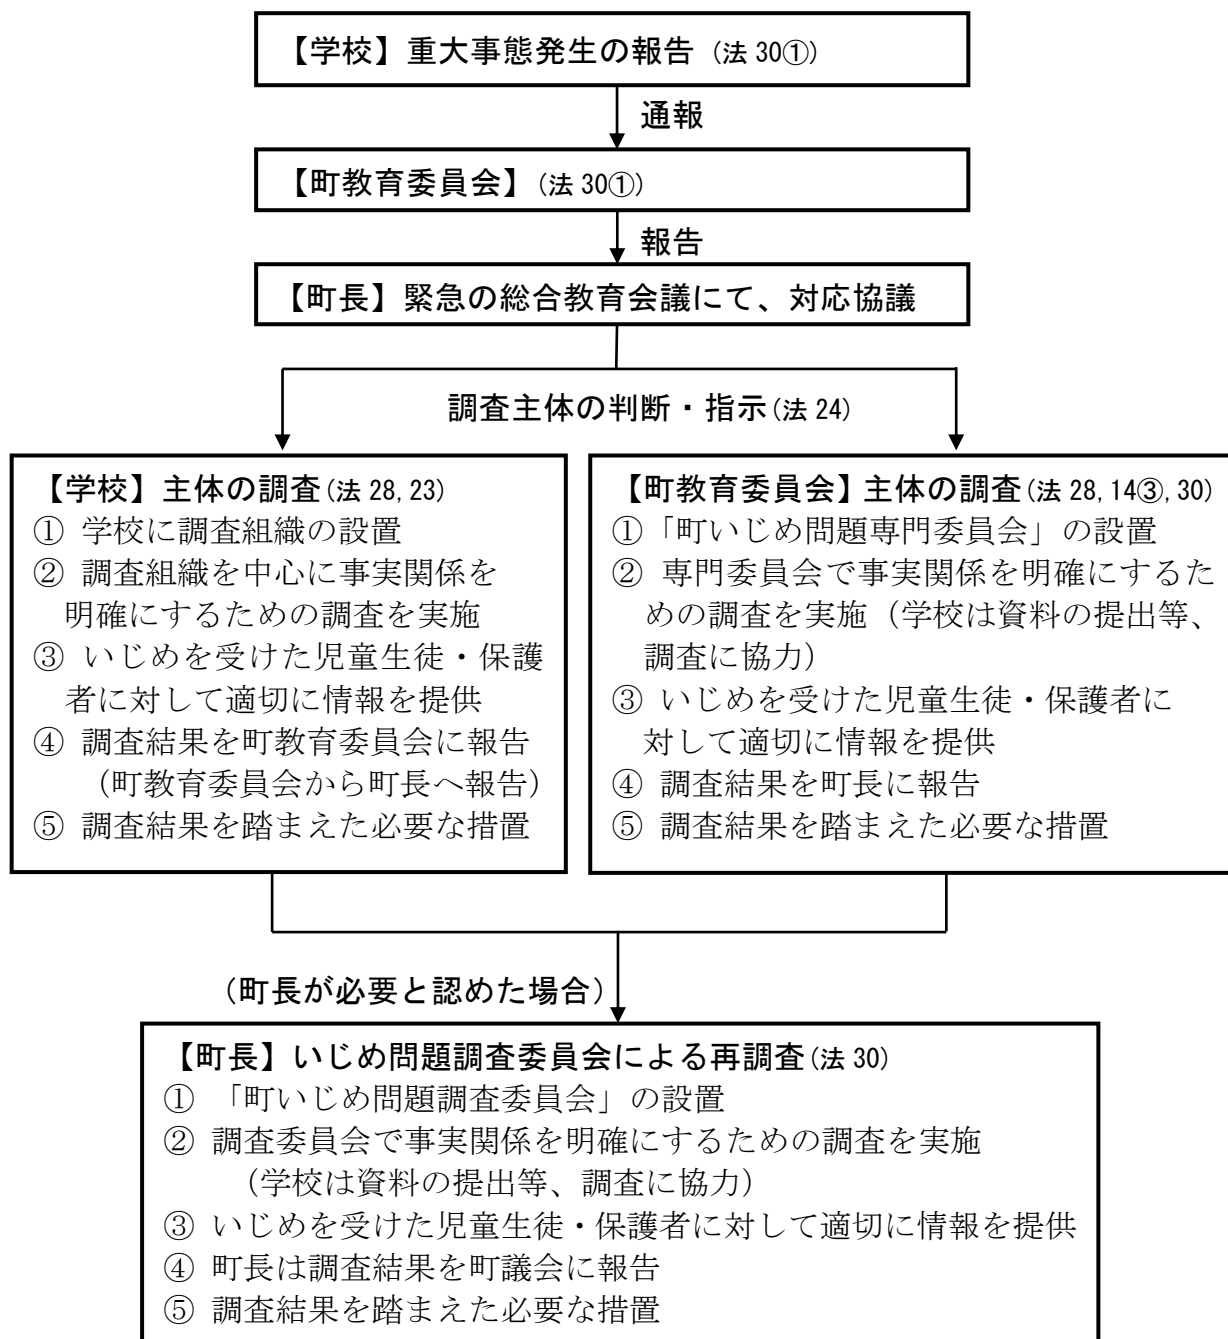 【学校】重大事態発生の報告（法 30①）
通報
【町教育委員会】（法 30①）
報告
【町長】緊急の総合教育会議にて、対応協議
調査主体の判断・指示（法 24）
【学校】主体の調査（法 28, 23）
① 学校に調査組織の設置
② 調査組織を中心に事実関係を
明確にするための調査を実施
③ いじめを受けた児童生徒・保護
者に対して適切に情報を提供
④ 調査結果を町教育委員会に報告
（町教育委員会から町長へ報告）
⑤ 調査結果を踏まえた必要な措置
【町教育委員会】主体の調査（法 28, 14③, 30）
①「町いじめ問題専門委員会」の設置
② 専門委員会で事実関係を明確にするた
めの調査を実施（学校は資料の提出等、
調査に協力）
③ いじめを受けた児童生徒・保護者に
対して適切に情報を提供
④ 調査結果を町長に報告
⑤ 調査結果を踏まえた必要な措置
（町長が必要と認めた場合）
【町長】いじめ問題調査委員会による再調査（法 30）
① 「町いじめ問題調査委員会」の設置
② 調査委員会で事実関係を明確にするための調査を実施
（学校は資料の提出等、調査に協力）
③ いじめを受けた児童生徒・保護者に対して適切に情報を提供
④ 町長は調査結果を町議会に報告
⑤ 調査結果を踏まえた必要な措置